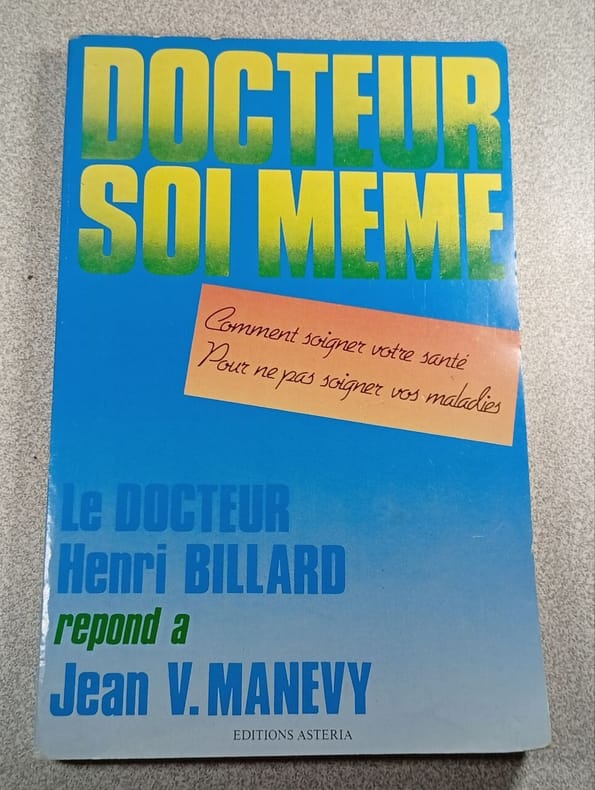 DOCTEUR
SOI MEME
Comment soigner votre santé
Pour ne pas soigner vos maladies
Le DOCTEUR
Henri BILLARD
repond a
Jean V. MANEVY
EDITIONS ASTERIA